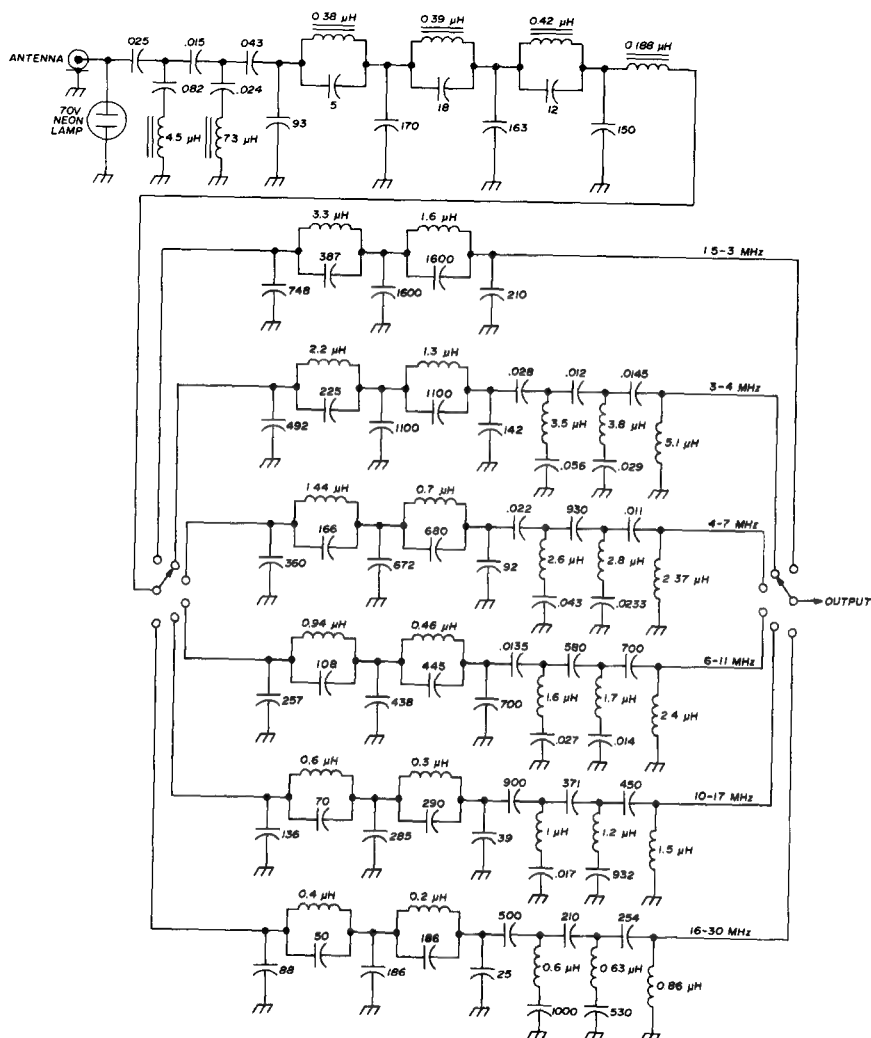 0.38 µH
0.39 µH
0.42 µH
0.188 µH
ANTENNA
.025
.015
.043
.082
.024
5
18
12
70V
NEON
LAMP
4.5 µH
73 µH
93
170
163
150
3.3 µH
1.6 µH
387
1600
1.5-3 MHz
748
1600
210
2.2 µH
1.3 µH
225
1100
.028
.012
.0145
3-4 MHz
492
1100
142
3.5 µH
3.8 µH
5.1 µH
.056
.029
1.44 µH
0.7 µH
166
680
.022
930
.011
4-7 MHz
360
672
92
2.6 µH
2.8 µH
2.37 µH
.043
.0233
OUTPUT
0.94 µH
0.46 µH
108
445
.0135
580
700
6-11 MHz
257
438
700
1.6 µH
1.7 µH
2.4 µH
.027
.014
0.6 µH
0.3 µH
70
290
900
371
450
10-17 MHz
136
285
39
1 µH
1.2 µH
1.5 µH
.017
932
0.4 µH
0.2 µH
50
186
500
210
254
16-30 MHz
88
186
25
0.6 µH
0.63 µH
0.86 µH
1000
530